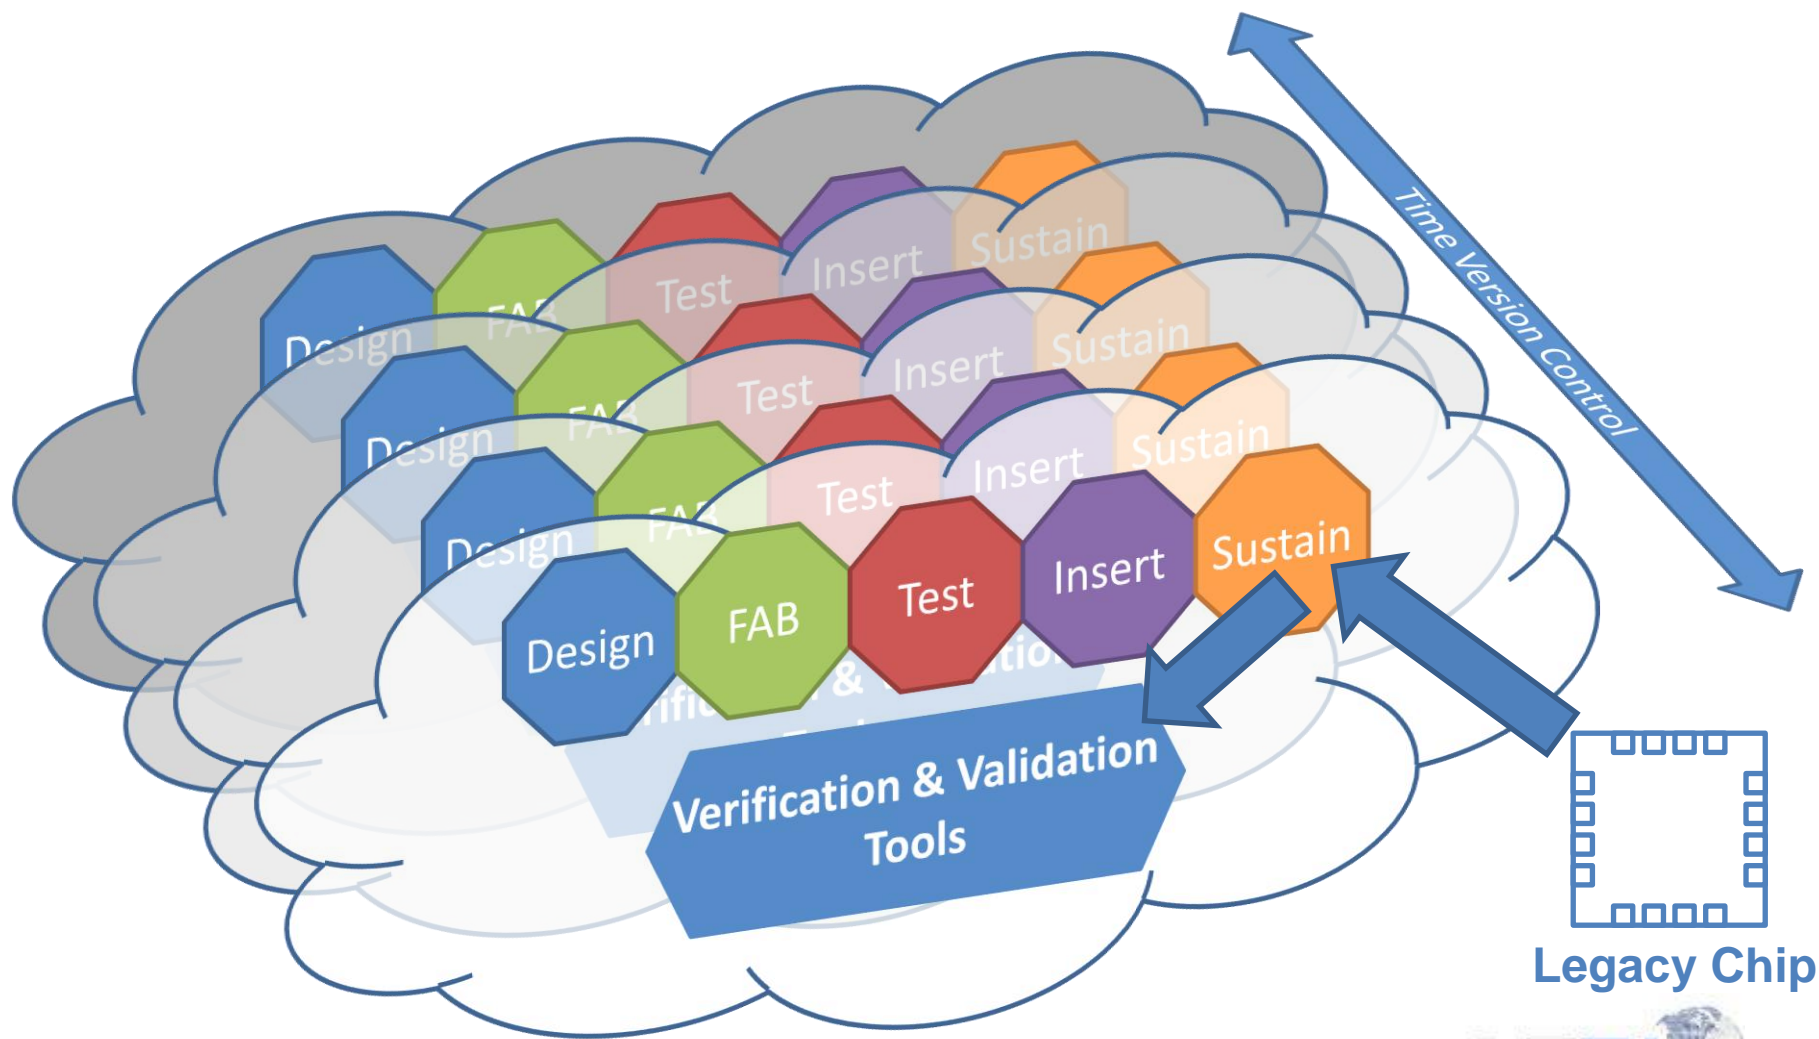 Time Version Control
Design FAB Test Insert Sustain
Design FAB Test Insert Sustain
Design FAB Test Insert Sustain
Design FAB Test Insert Sustain
Verification & Validation
Tools
Legacy Chip